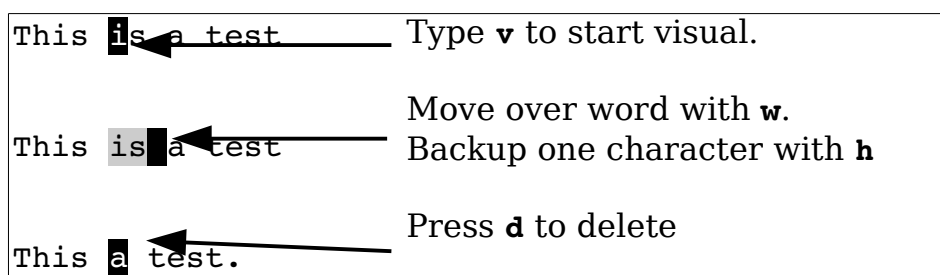 This is a test
Type v to start visual.
Move over word with w.
This is a test
Backup one character with h
Press d to delete
This a test.